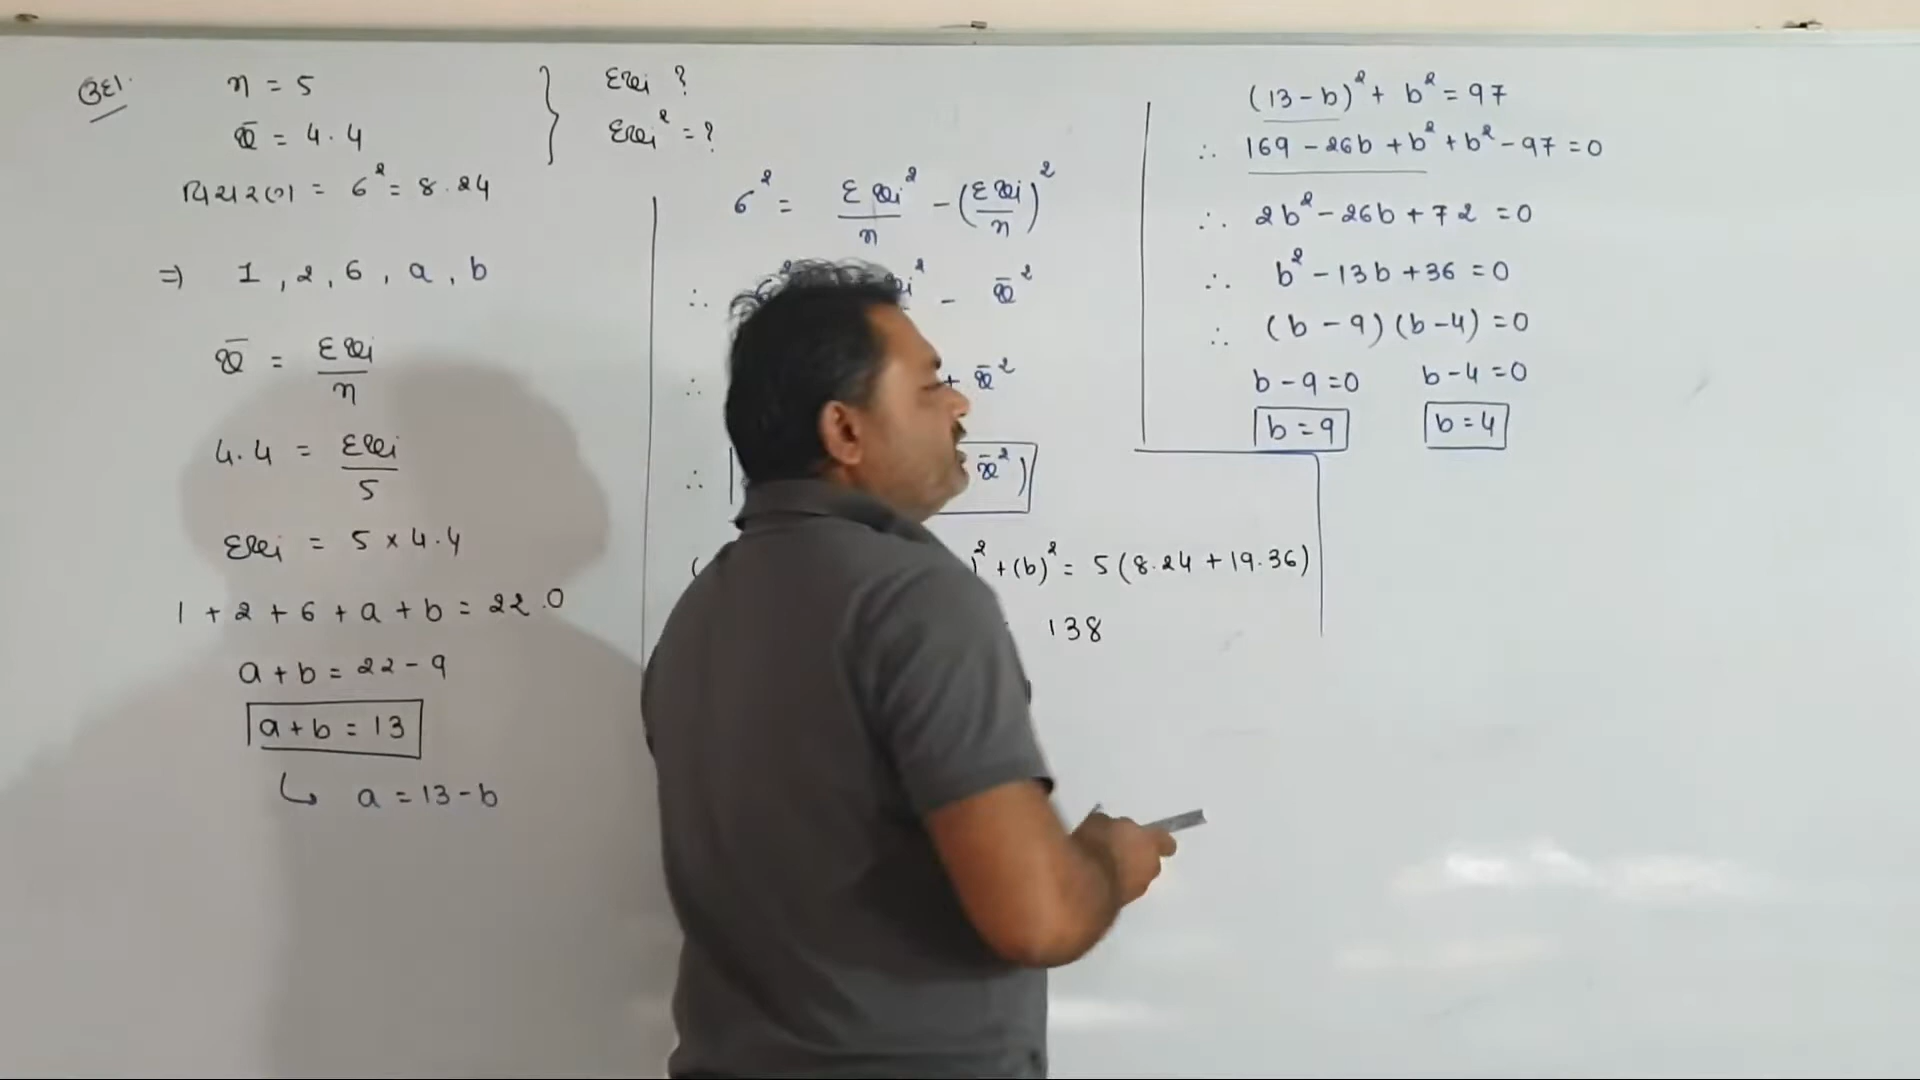 ઉદા.
n = 5
x̄ = 4.4
વિચરણ = σ² = 8.24
Σxi ?
Σxi² = ?
⇒ 1, 2, 6, a, b
x̄ = Σxi / n
4.4 = Σxi / 5
Σxi = 5 × 4.4
1 + 2 + 6 + a + b = 22.0
a + b = 22 - 9
a + b = 13
↳ a = 13 - b
σ² = Σxi² / n - (Σxi / n)²
∴ - x̄²
∴ + x̄²
∴ x̄²)
² + (b)² = 5(8.24 + 19.36)
138
(13 - b)² + b² = 97
∴ 169 - 26b + b² + b² - 97 = 0
∴ 2b² - 26b + 72 = 0
∴ b² - 13b + 36 = 0
∴ (b - 9)(b - 4) = 0
b - 9 = 0 b - 4 = 0
b = 9 b = 4